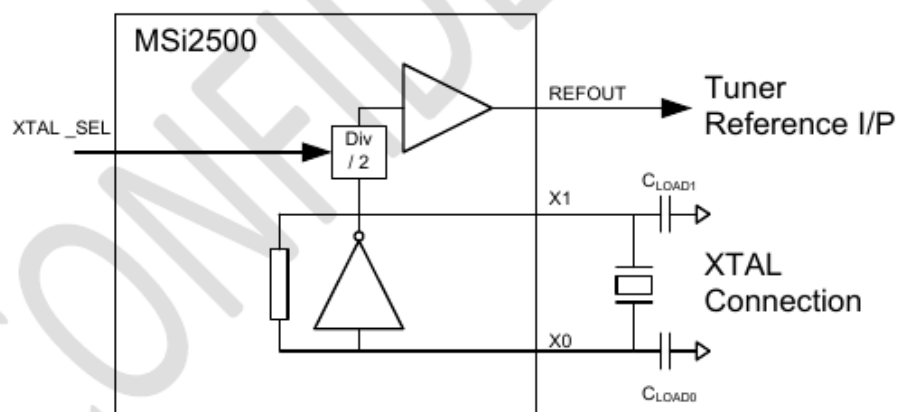 MSi2500
XTAL _SEL
Div
/ 2
REFOUT
Tuner
Reference I/P
X1
CLOAD1
XTAL
Connection
X0
CLOAD0